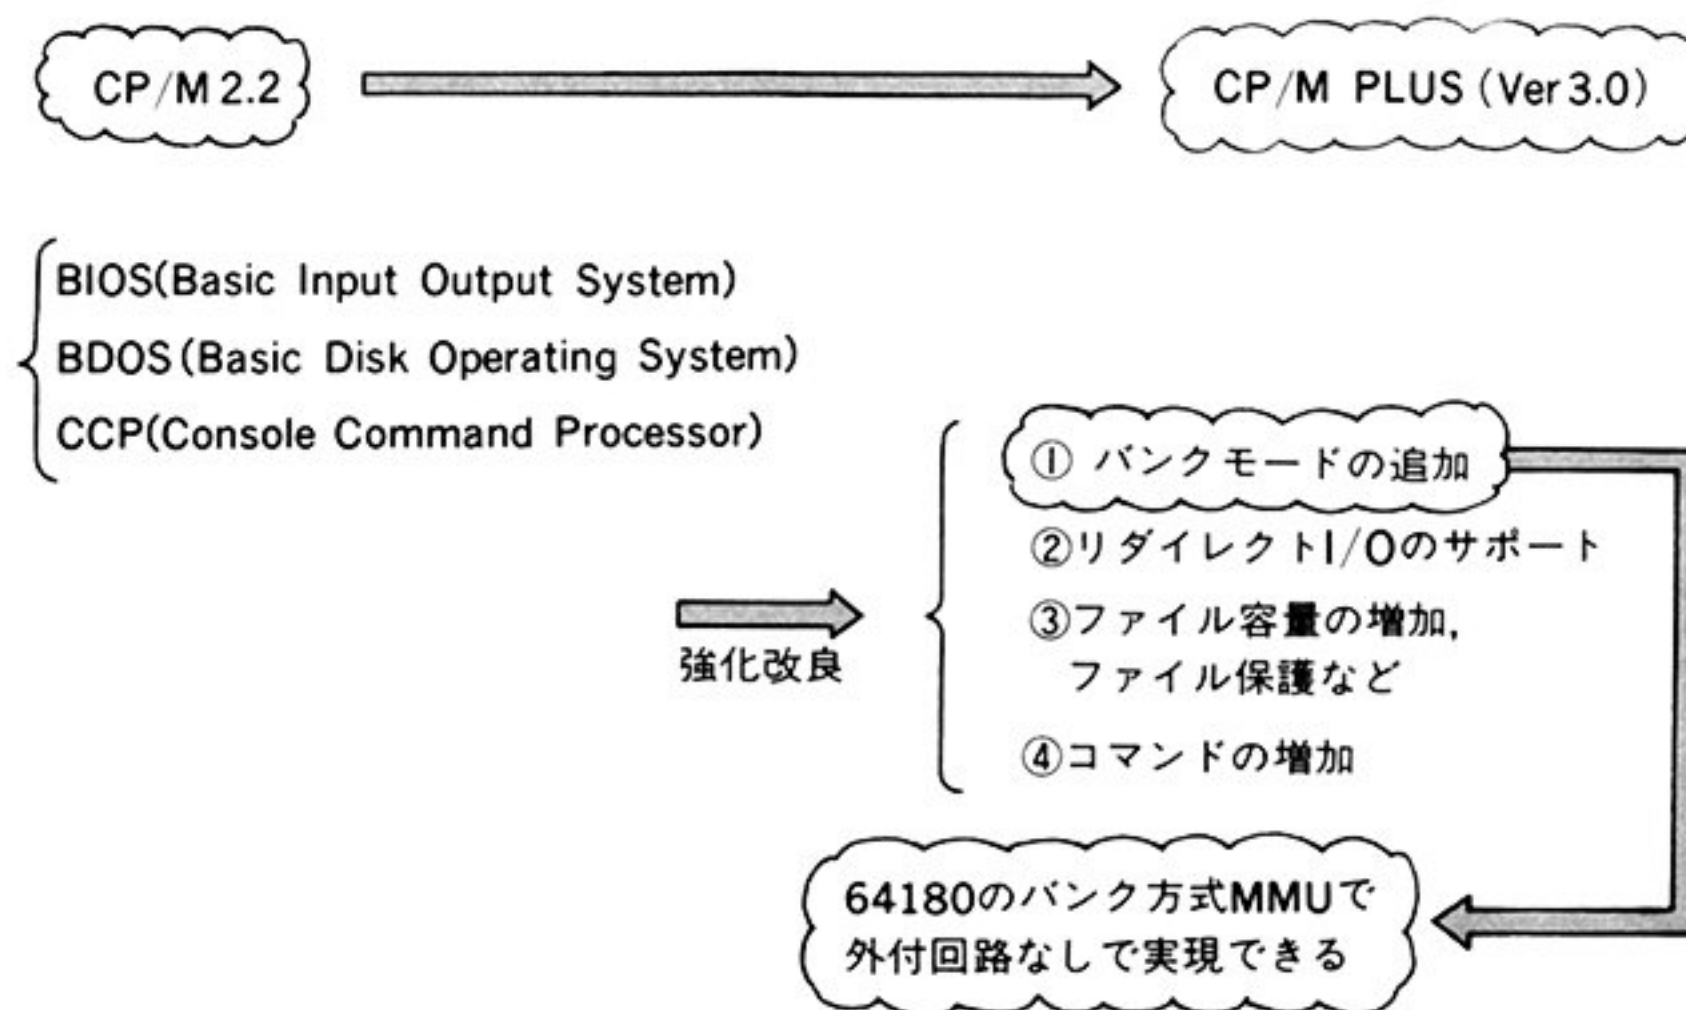 CP/M 2.2
CP/M PLUS (Ver 3.0)
BIOS(Basic Input Output System)
BDOS(Basic Disk Operating System)
CCP(Console Command Processor)
① バンクモードの追加
②リダイレクトI/Oのサポート
③ファイル容量の増加,
ファイル保護など
④コマンドの増加
強化改良
64180のバンク方式MMUで
外付回路なしで実現できる